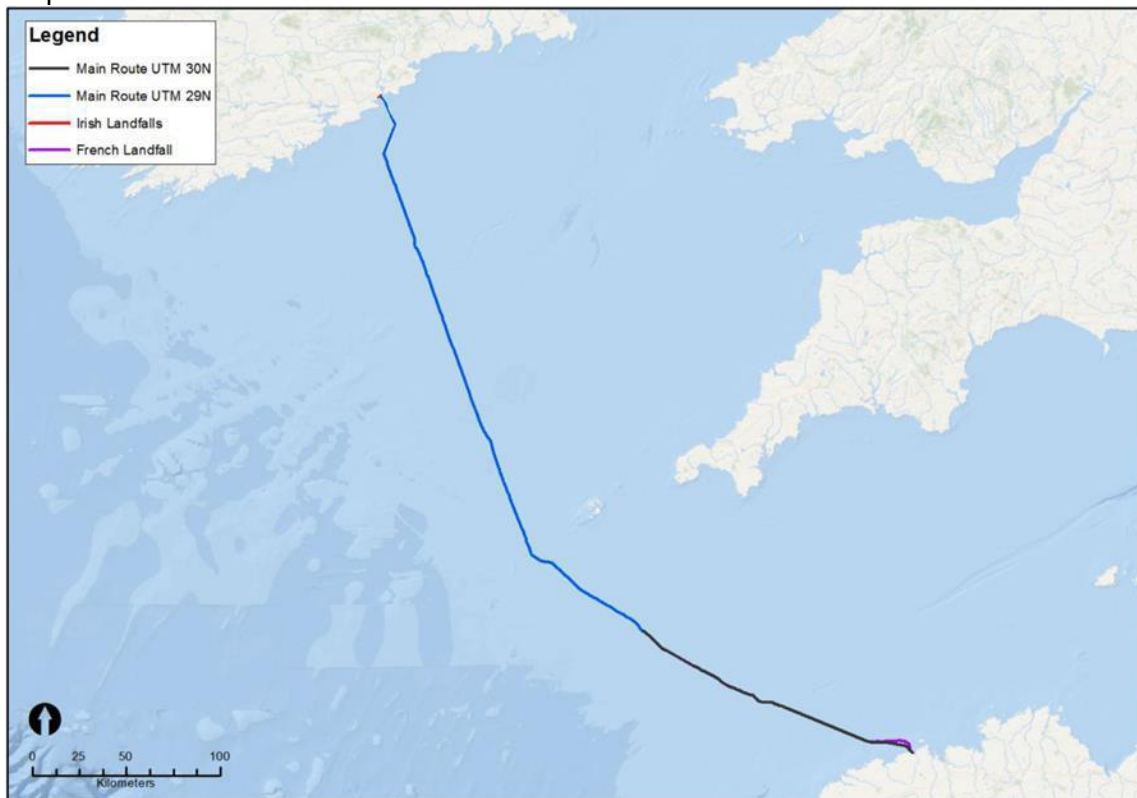 Legend
Main Route UTM 30N
Main Route UTM 29N
Irish Landfalls
French Landfall
0 25 50 100
Kilometers